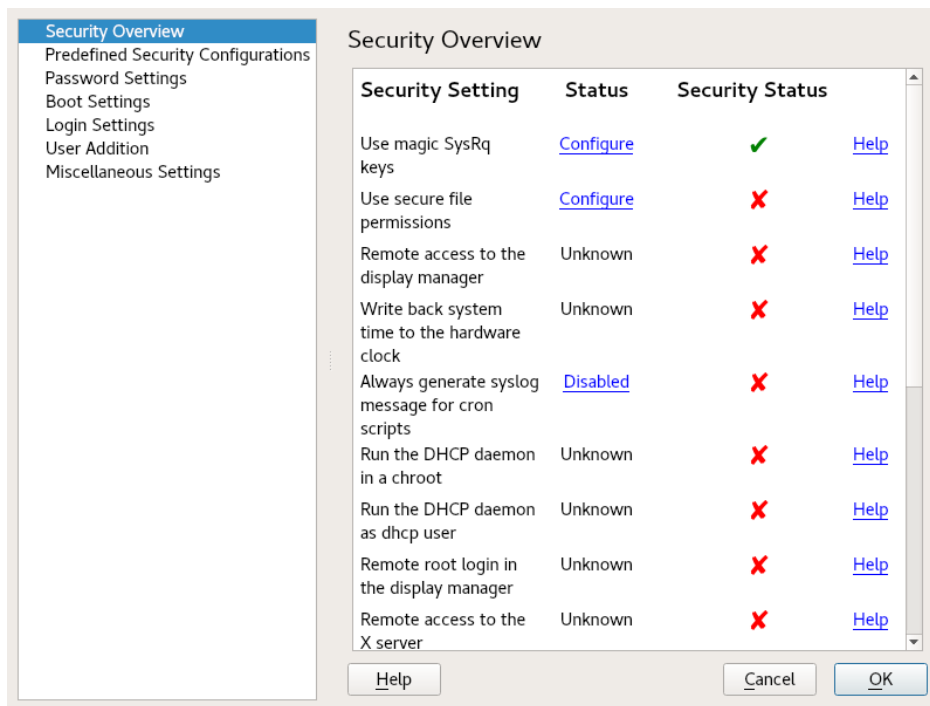 Security Overview
Predefined Security Configurations
Password Settings
Boot Settings
Login Settings
User Addition
Miscellaneous Settings
Security Overview
Security Setting Status Security Status
Use magic SysRq Configure ✔ Help
keys
Use secure file Configure ✘ Help
permissions
Remote access to the Unknown ✘ Help
display manager
Write back system Unknown ✘ Help
time to the hardware
clock
Always generate syslog Disabled ✘ Help
message for cron
scripts
Run the DHCP daemon Unknown ✘ Help
in a chroot
Run the DHCP daemon Unknown ✘ Help
as dhcp user
Remote root login in Unknown ✘ Help
the display manager
Remote access to the Unknown ✘ Help
X server
Help Cancel OK